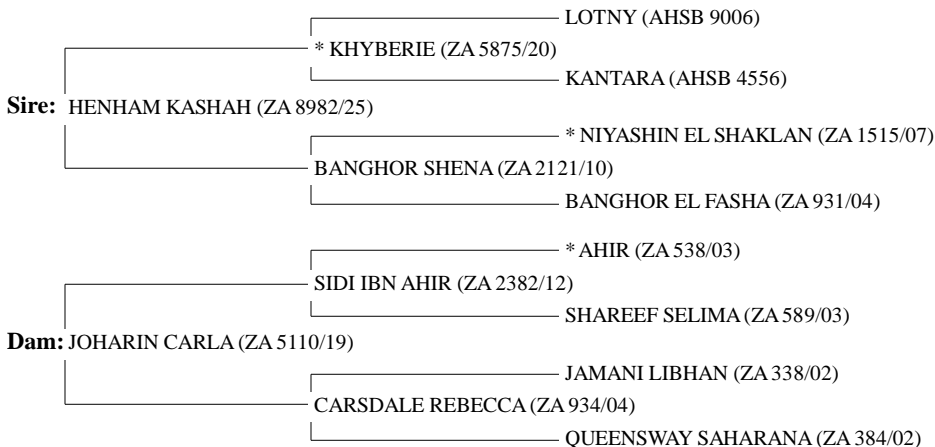 LOTNY (AHSB 9006)
* KHYBERIE (ZA 5875/20)
KANTARA (AHSB 4556)
Sire: HENHAM KASHAH (ZA 8982/25)
* NIYASHIN EL SHAKLAN (ZA 1515/07)
BANGHOR SHENA (ZA 2121/10)
BANGHOR EL FASHA (ZA 931/04)
* AHIR (ZA 538/03)
SIDI IBN AHIR (ZA 2382/12)
SHAREEF SELIMA (ZA 589/03)
Dam: JOHARIN CARLA (ZA 5110/19)
JAMANI LIBHAN (ZA 338/02)
CARSDALE REBECCA (ZA 934/04)
QUEENSWAY SAHARANA (ZA 384/02)